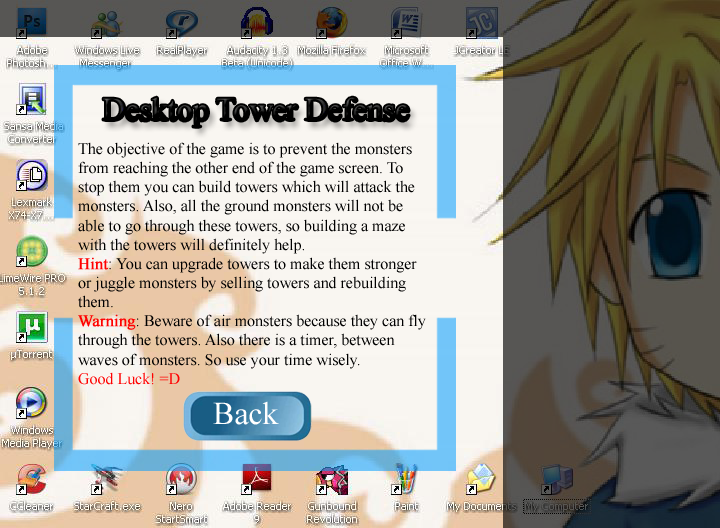 Adobe Photosh...
Windows Live Messenger
RealPlayer
Audacity 1.3 Beta (Unicode)
Mozilla Firefox
Microsoft Office W...
JCreator LE
Sansa Media Converter
Lexmark X74-X7...
LimeWire PRO 5.1.2
µTorrent
Windows Media Player
Desktop Tower Defense
The objective of the game is to prevent the monsters
from reaching the other end of the game screen. To
stop them you can build towers which will attack the
monsters. Also, all the ground monsters will not be
able to go through these towers, so building a maze
with the towers will definitely help.
Hint: You can upgrade towers to make them stronger
or juggle monsters by selling towers and rebuilding
them.
Warning: Beware of air monsters because they can fly
through the towers. Also there is a timer, between
waves of monsters. So use your time wisely.
Good Luck! =D
Back
CCleaner
StarCraft.exe
Nero StartSmart
Adobe Reader 9
Gunbound Revolution
Paint
My Documents
My Computer